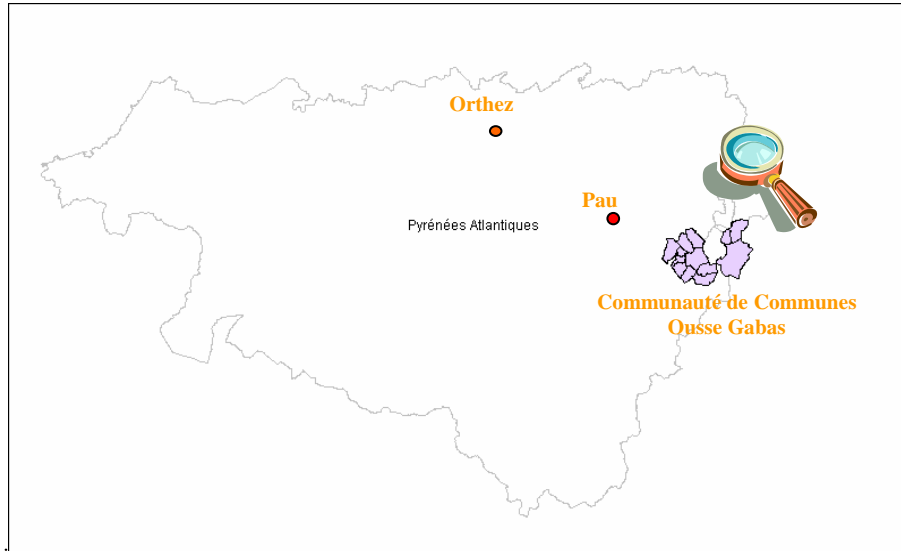 Orthez
Pau
Pyrénées Atlantiques
Communauté de Communes
Ousse Gabas